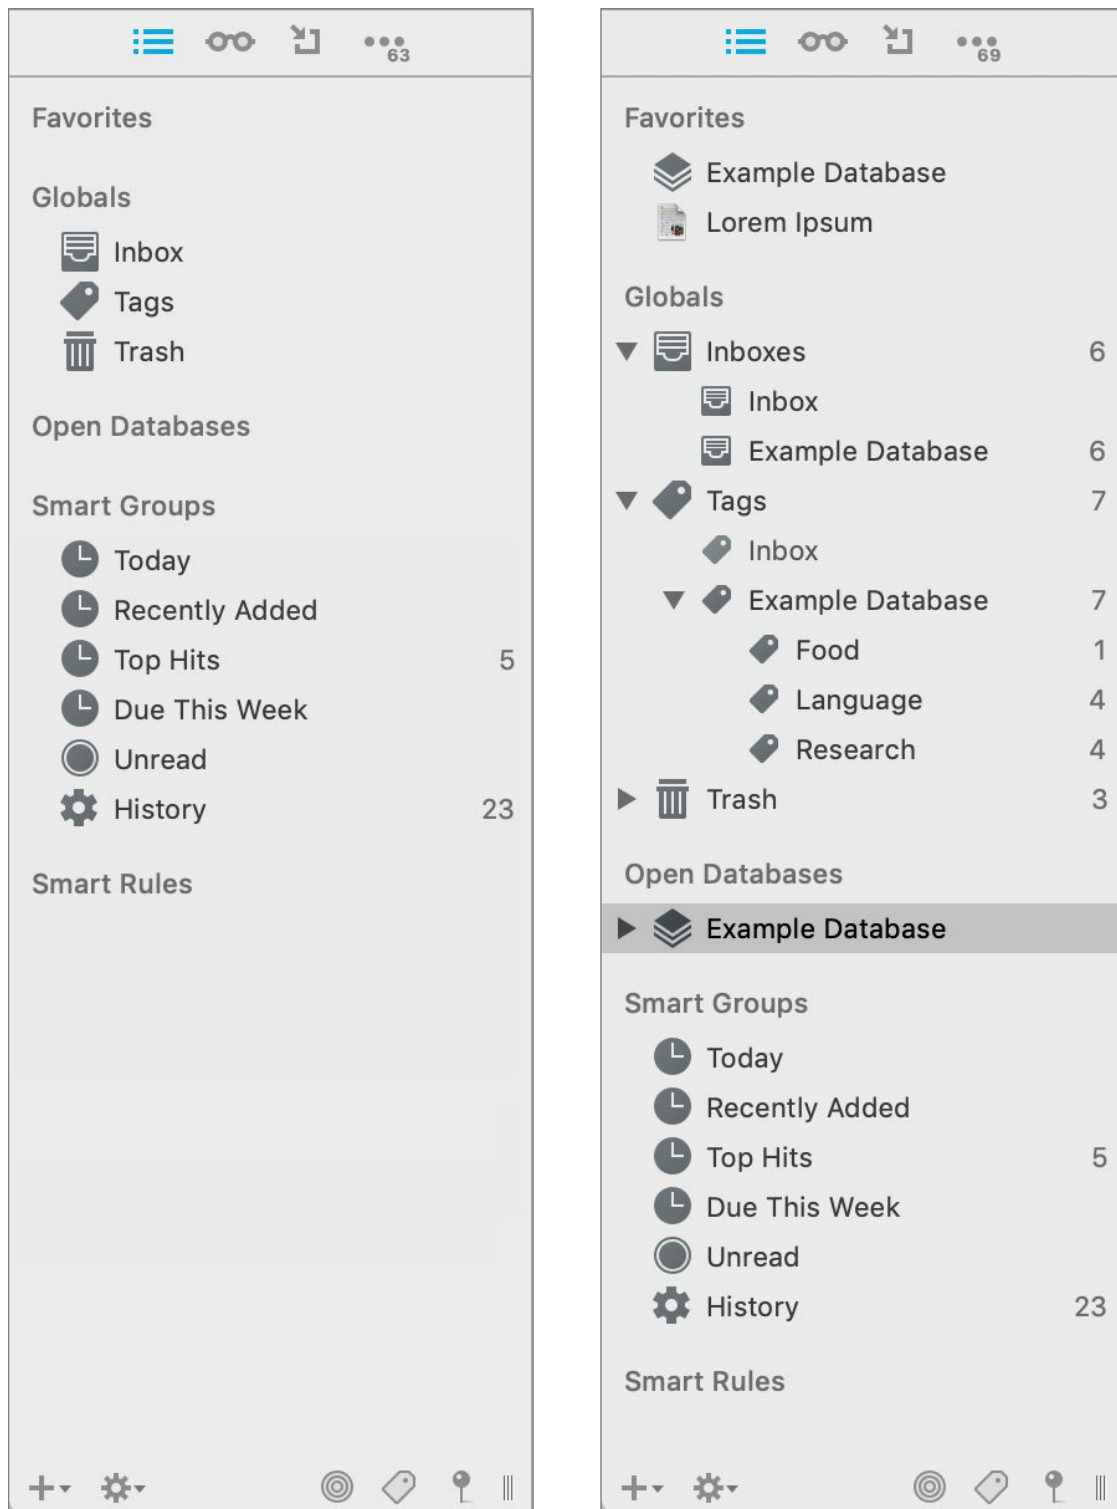 63
Favorites
Globals
Inbox
Tags
Trash
Open Databases
Smart Groups
Today
Recently Added
Top Hits 5
Due This Week
Unread
History 23
Smart Rules
69
Favorites
Example Database
Lorem Ipsum
Globals
Inboxes 6
Inbox
Example Database 6
Tags 7
Inbox
Example Database 7
Food 1
Language 4
Research 4
Trash 3
Open Databases
Example Database
Smart Groups
Today
Recently Added
Top Hits 5
Due This Week
Unread
History 23
Smart Rules